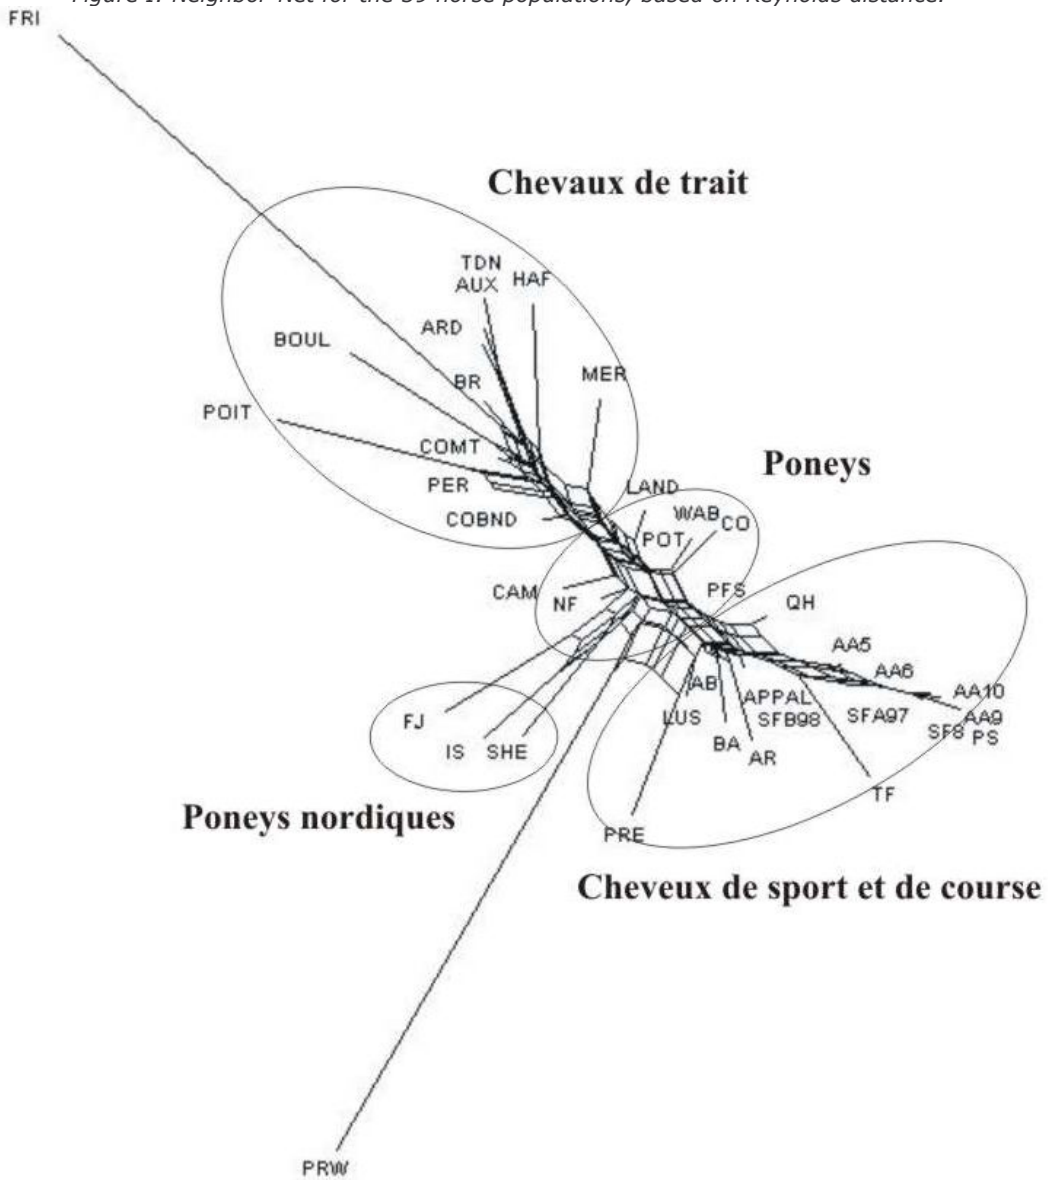 Figure 1. Neighbor-Net for the 39 horse populations, based on Reynolds distance.
FRI
Chevaux de trait
TDN
AUX
HAF
ARD
BOUL
MER
BR
POIT
COMT
Poneys
PER
LAND
COBND
WAB
CO
POT
CAM
NF
PFS
QH
AA5
AA6
AB
APPAL
AA10
FJ
LUS
SFB98
SFA97
AA9
SF8
PS
IS
SHE
BA
AR
TF
Poneys nordiques
PRE
Cheveux de sport et de course
PRW